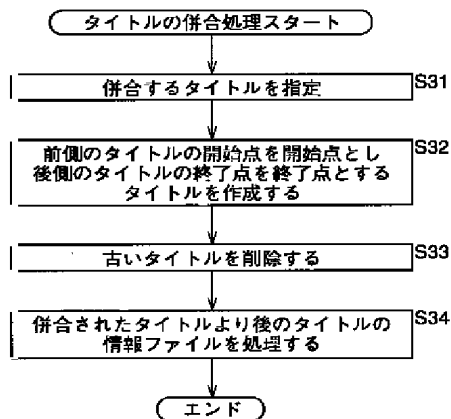 タイトルの併合処理スタート
併合するタイトルを指定
S31
前側のタイトルの開始点を開始点とし
後側のタイトルの終了点を終了点とする
タイトルを作成する
S32
古いタイトルを削除する
S33
併合されたタイトルより後のタイトルの
情報ファイルを処理する
S34
エンド